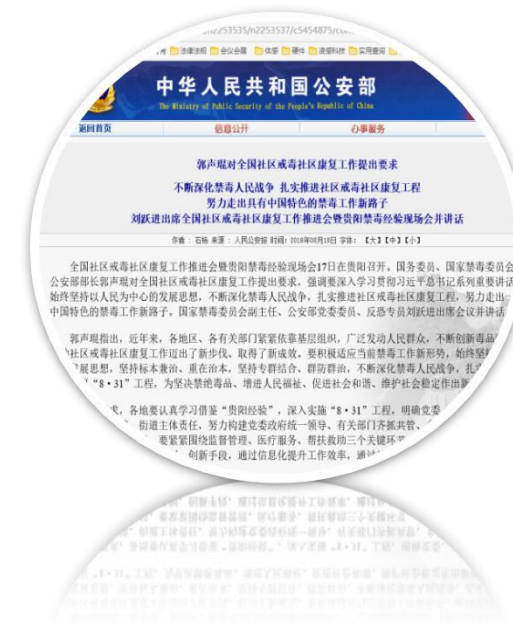 n2253535/n2253537/c5454875/co
法律法规 会议会展 体感 硬件 凌感科技 实用查询
中华人民共和国公安部
The Ministry of Public Security of the People's Republic of China
返回首页 信息公开 办事服务
郭声琨对全国社区戒毒社区康复工作提出要求
不断深化禁毒人民战争 扎实推进社区戒毒社区康复工程
努力走出具有中国特色的禁毒工作新路子
刘跃进出席全国社区戒毒社区康复工作推进会暨贵阳禁毒经验现场会并讲话
作者:石杨 来源:人民公安报 时间:2016年08月18日 字体:【大】【中】【小】
全国社区戒毒社区康复工作推进会暨贵阳禁毒经验现场会17日在贵阳召开。国务委员、国家禁毒委员会
公安部部长郭声琨对全国社区戒毒社区康复工作提出要求,强调要深入学习贯彻习近平总书记系列重要讲话
始终坚持以人民为中心的发展思想,不断深化禁毒人民战争,扎实推进社区戒毒社区康复工程,努力走出
中国特色的禁毒工作新路子。国家禁毒委员会副主任、公安部党委委员、反恐专员刘跃进出席会议并讲话
郭声琨指出,近年来,各地区、各有关部门紧紧依靠基层组织,广泛发动人民群众,不断创新毒品
社区戒毒社区康复工作迈出了新步伐、取得了新成效。要积极适应当前禁毒工作新形势,始终坚
发展思想,坚持标本兼治、重在治本,坚持专群结合、群防群治,不断深化禁毒人民战争,扎
“8·31”工程,为坚决禁绝毒品、增进人民福祉、促进社会和谐、维护社会稳定作出新
求,各地要认真学习借鉴“贵阳经验”,深入实施“8·31”工程,明确党委
街道主体责任,努力构建党委政府统一领导、有关部门齐抓共管、
要紧紧围绕监督管理、医疗服务、帮扶救助三个关键环节
创新手段,通过信息化提升工作效率,通过